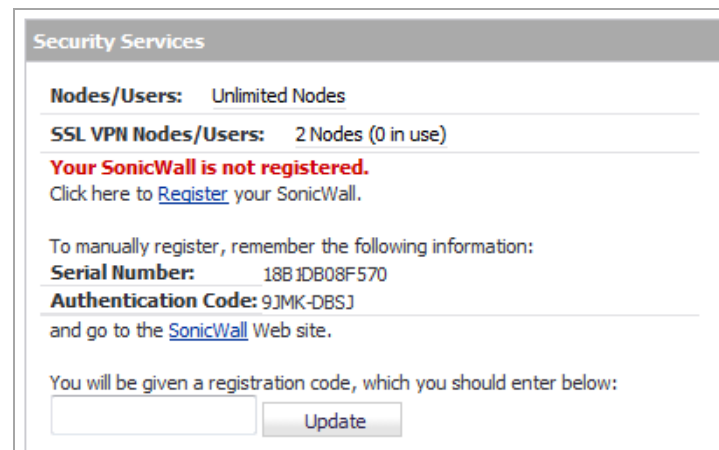 Security Services
Nodes/Users: Unlimited Nodes
SSL VPN Nodes/Users: 2 Nodes (0 in use)
Your SonicWall is not registered.
Click here to Register your SonicWall.
To manually register, remember the following information:
Serial Number: 18B1DB08F570
Authentication Code: 9JMK-DBSJ
and go to the SonicWall Web site.
You will be given a registration code, which you should enter below:
Update